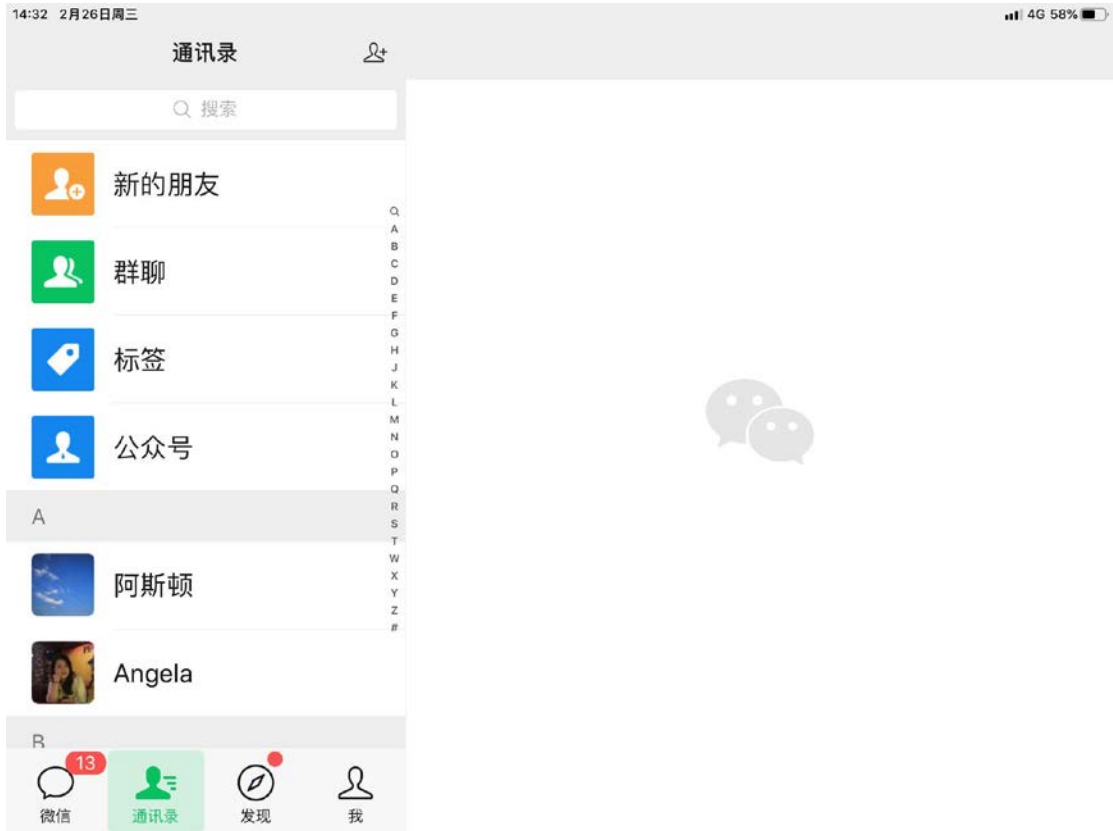 14:32 2月26日周三
4G 58%
通讯录
搜索
新的朋友
群聊
标签
公众号
A
阿斯顿
Angela
B
A
B
C
D
E
F
G
H
J
K
L
M
N
O
P
Q
R
S
T
W
X
Y
Z
#
13
微信
通讯录
发现
我